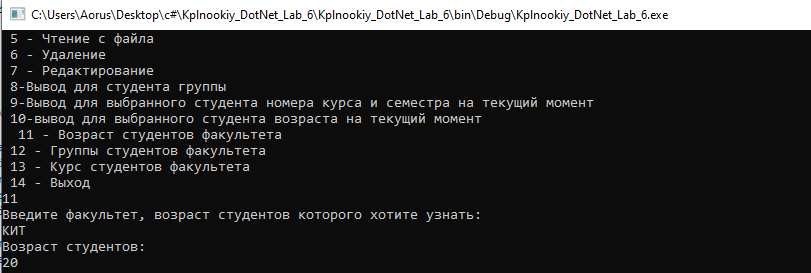 C:\Users\Aorus\Desktop\c#\Kplnookiy_DotNet_Lab_6\Kplnookiy_DotNet_Lab_6\bin\Debug\Kplnookiy_DotNet_Lab_6.exe
5 - Чтение с файла
6 - Удаление
7 - Редактирование
8-Вывод для студента группы
9-Вывод для выбранного студента номера курса и семестра на текущий момент
10-вывод для выбранного студента возраста на текущий момент
11 - Возраст студентов факультета
12 - Группы студентов факультета
13 - Курс студентов факультета
14 - Выход
11
Введите факультет, возраст студентов которого хотите узнать:
КИТ
Возраст студентов:
20